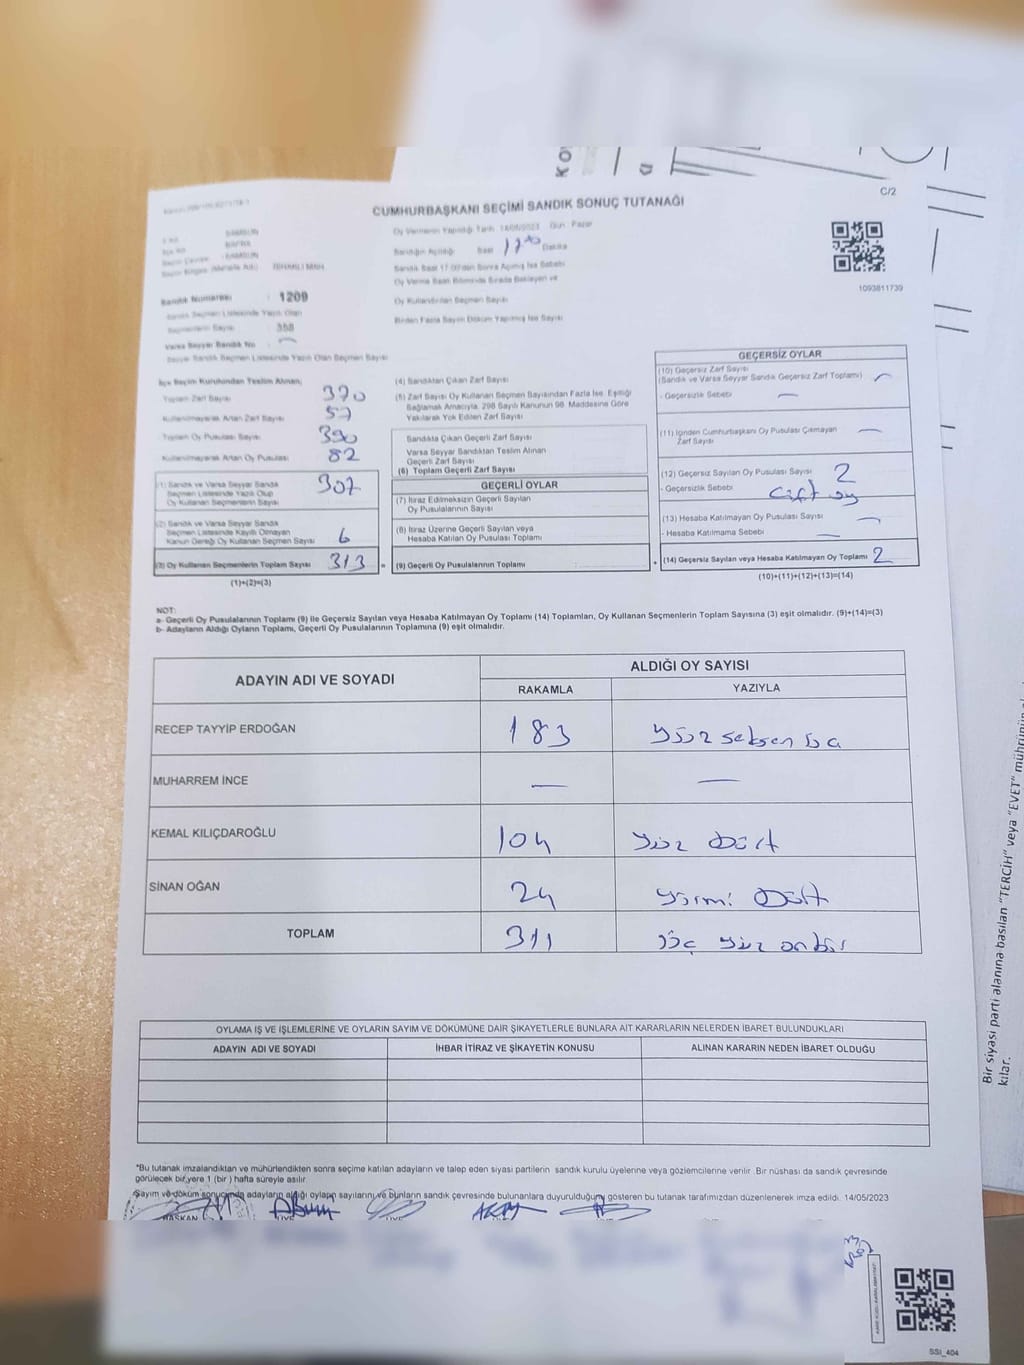 C/2
CUMHURBAŞKANI SEÇİMİ SANDIK SONUÇ TUTANAĞI
Oy Vermenin Yapıldığı Tarih 14/05/2023 Gün Pazar
Sandığın Açıldığı Saat 17 Dakika
Sandık Saat 17.00'den Sonra Açılmış İse Sebebi
Oy Verme Saat Bitiminde Sırada Bekleyen ve
Oy Kullandırılan Seçmen Sayısı
Birden Fazla Sayım Döküm Yapılmış İse Sayısı
1093811739
SAMSUN
BAFRA
SAMSUN
Sandık Numarası : 1209
Sandık Seçmen Listesinde Yazılı Olan
Seçmenlerin Sayısı : 358
Varsa Seyyar Sandık No :
Seyyar Sandık Seçmen Listesinde Yazılı Olan Seçmen Sayısı
İlçe Seçim Kurulundan Teslim Alınan;
Toplam Zarf Sayısı 370
Kullanılmayarak Artan Zarf Sayısı 57
Toplam Oy Pusulası Sayısı 390
Kullanılmayarak Artan Oy Pusulası 82
(1) Sandık ve Varsa Seyyar Sandık
Seçmen Listesinde Yazılı Olup
Oy Kullanan Seçmenlerin Sayısı 307
(2) Sandık ve Varsa Seyyar Sandık
Seçmen Listesinde Kayıtlı Olmayan
Kanun Gereği Oy Kullanan Seçmen Sayısı 6
(3) Oy Kullanan Seçmenlerin Toplam Sayısı 313 =
(1)+(2)=(3)
(4) Sandıktan Çıkan Zarf Sayısı
(5) Zarf Sayısı Oy Kullanan Seçmen Sayısından Fazla İse, Eşitliği
Sağlamak Amacıyla, 298 Sayılı Kanunun 98. Maddesine Göre
Yakılarak Yok Edilen Zarf Sayısı
Sandıkta Çıkan Geçerli Zarf Sayısı
Varsa Seyyar Sandıktan Teslim Alınan
Geçerli Zarf Sayısı
(6) Toplam Geçerli Zarf Sayısı
GEÇERLİ OYLAR
(7) İtiraz Edilmeksizin Geçerli Sayılan
Oy Pusulalarının Sayısı
(8) İtiraz Üzerine Geçerli Sayılan veya
Hesaba Katılan Oy Pusulası Toplamı
(9) Geçerli Oy Pusulalarının Toplamı +
GEÇERSİZ OYLAR
(10) Geçersiz Zarf Sayısı
(Sandık ve Varsa Seyyar Sandık Geçersiz Zarf Toplamı) —
- Geçersizlik Sebebi —
(11) İçinden Cumhurbaşkanı Oy Pusulası Çıkmayan
Zarf Sayısı —
(12) Geçersiz Sayılan Oy Pusulası Sayısı 2
- Geçersizlik Sebebi Çift oy
(13) Hesaba Katılmayan Oy Pusulası Sayısı —
- Hesaba Katılmama Sebebi —
(14) Geçersiz Sayılan veya Hesaba Katılmayan Oy Toplamı 2
(10)+(11)+(12)+(13)=(14)
NOT:
a- Geçerli Oy Pusulalarının Toplamı (9) ile Geçersiz Sayılan veya Hesaba Katılmayan Oy Toplamı (14) Toplamları, Oy Kullanan Seçmenlerin Toplam Sayısına (3) eşit olmalıdır. (9)+(14)=(3)
b- Adayların Aldığı Oyların Toplamı, Geçerli Oy Pusulalarının Toplamına (9) eşit olmalıdır.
ADAYIN ADI VE SOYADI
ALDIĞI OY SAYISI
RAKAMLA YAZIYLA
RECEP TAYYİP ERDOĞAN 183 yüz seksen üç
MUHARREM İNCE — —
KEMAL KILIÇDAROĞLU 104 yüz Dört
SİNAN OĞAN 24 yirmi Dört
TOPLAM 311 üç yüz onbir
OYLAMA İŞ VE İŞLEMLERİNE VE OYLARIN SAYIM VE DÖKÜMÜNE DAİR ŞİKAYETLERLE BUNLARA AİT KARARLARIN NELERDEN İBARET BULUNDUKLARI
ADAYIN ADI VE SOYADI İHBAR İTİRAZ VE ŞİKAYETİN KONUSU ALINAN KARARIN NEDEN İBARET OLDUĞU
*Bu tutanak imzalandıktan ve mühürlendikten sonra seçime katılan adayların ve talep eden siyasi partilerin sandık kurulu üyelerine veya gözlemcilerine verilir. Bir nüshası da sandık çevresinde
görülecek bir yere 1 (bir) hafta süreyle asılır.
Sayım ve döküm sonucunda adayların aldığı oyların sayılarını ve bunların sandık çevresinde bulunanlara duyurulduğunu gösteren bu tutanak tarafımızdan düzenlenerek imza edildi. 14/05/2023
BAŞKAN
SSI_404
Bir siyasi parti alanına basılan "TERCİH" veya "EVET" mührünün
kılar.